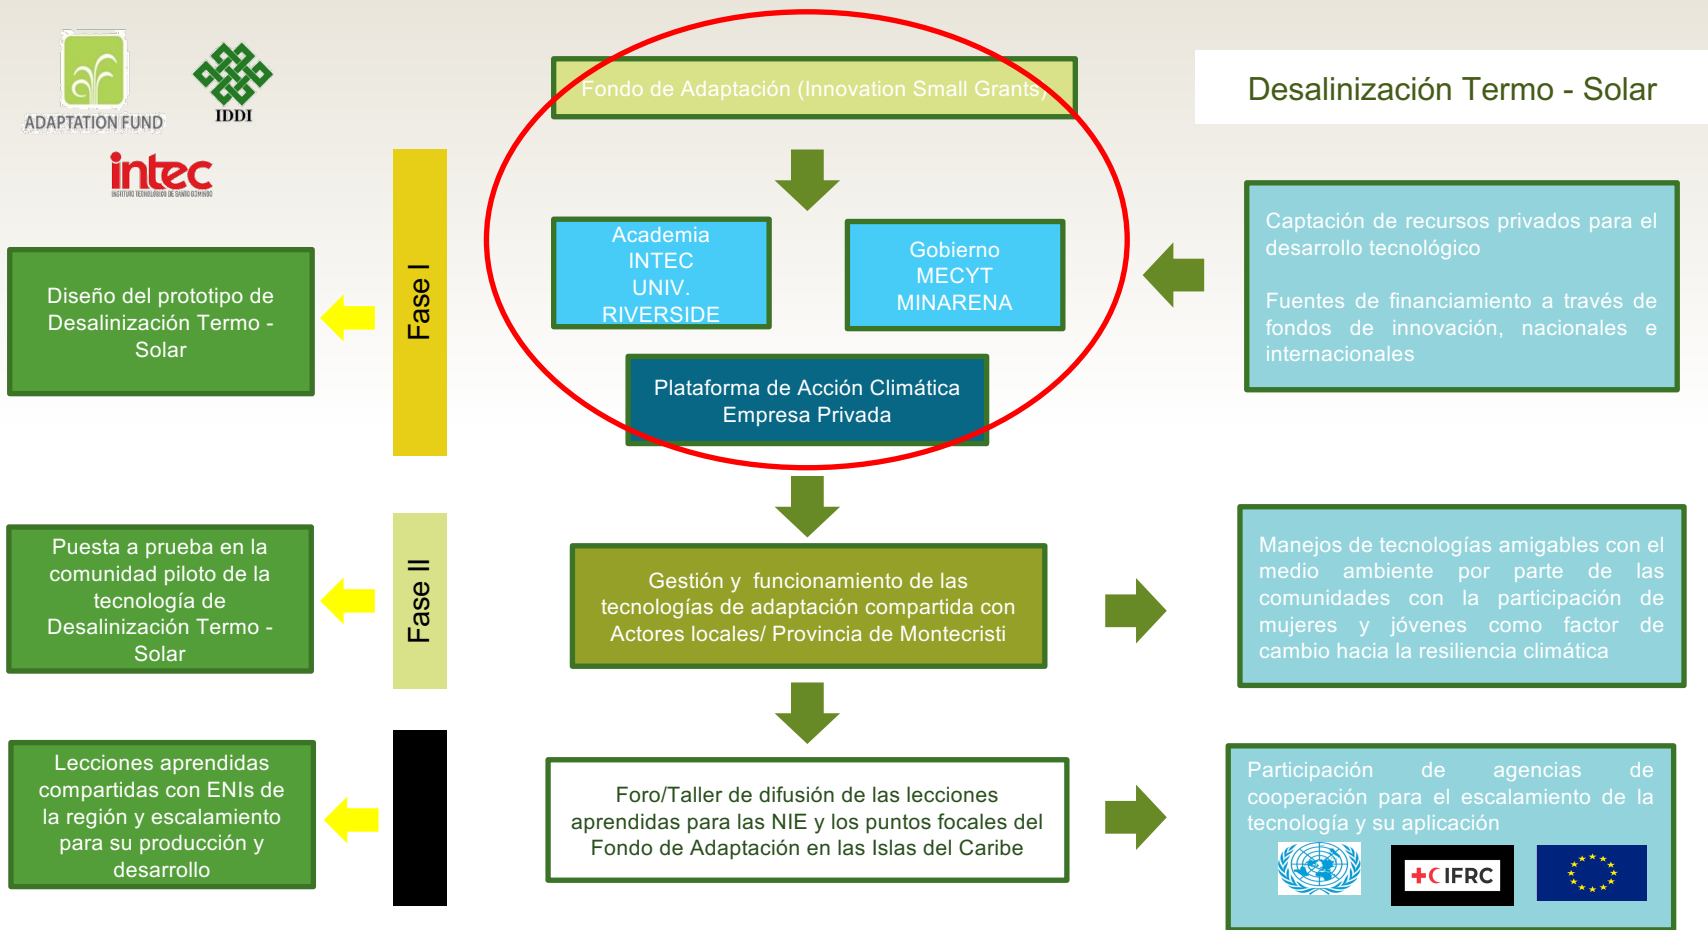 ADAPTATION FUND
IDDI
intec
INSTITUTO TECNOLÓGICO DE SANTO DOMINGO
Fondo de Adaptación (Innovation Small Grants)
Desalinización Termo - Solar
Fase I
Diseño del prototipo de
Desalinización Termo -
Solar
Academia
INTEC
UNIV.
RIVERSIDE
Gobierno
MECYT
MINARENA
Plataforma de Acción Climática
Empresa Privada
Captación de recursos privados para el
desarrollo tecnológico
Fuentes de financiamiento a través de
fondos de innovación, nacionales e
internacionales
Fase II
Puesta a prueba en la
comunidad piloto de la
tecnología de
Desalinización Termo -
Solar
Gestión y funcionamiento de las
tecnologías de adaptación compartida con
Actores locales/ Provincia de Montecristi
Manejos de tecnologías amigables con el
medio ambiente por parte de las
comunidades con la participación de
mujeres y jóvenes como factor de
cambio hacia la resiliencia climática
Lecciones aprendidas
compartidas con ENIs de
la región y escalamiento
para su producción y
desarrollo
Foro/Taller de difusión de las lecciones
aprendidas para las NIE y los puntos focales del
Fondo de Adaptación en las Islas del Caribe
Participación de agencias de
cooperación para el escalamiento de la
tecnología y su aplicación
IFRC